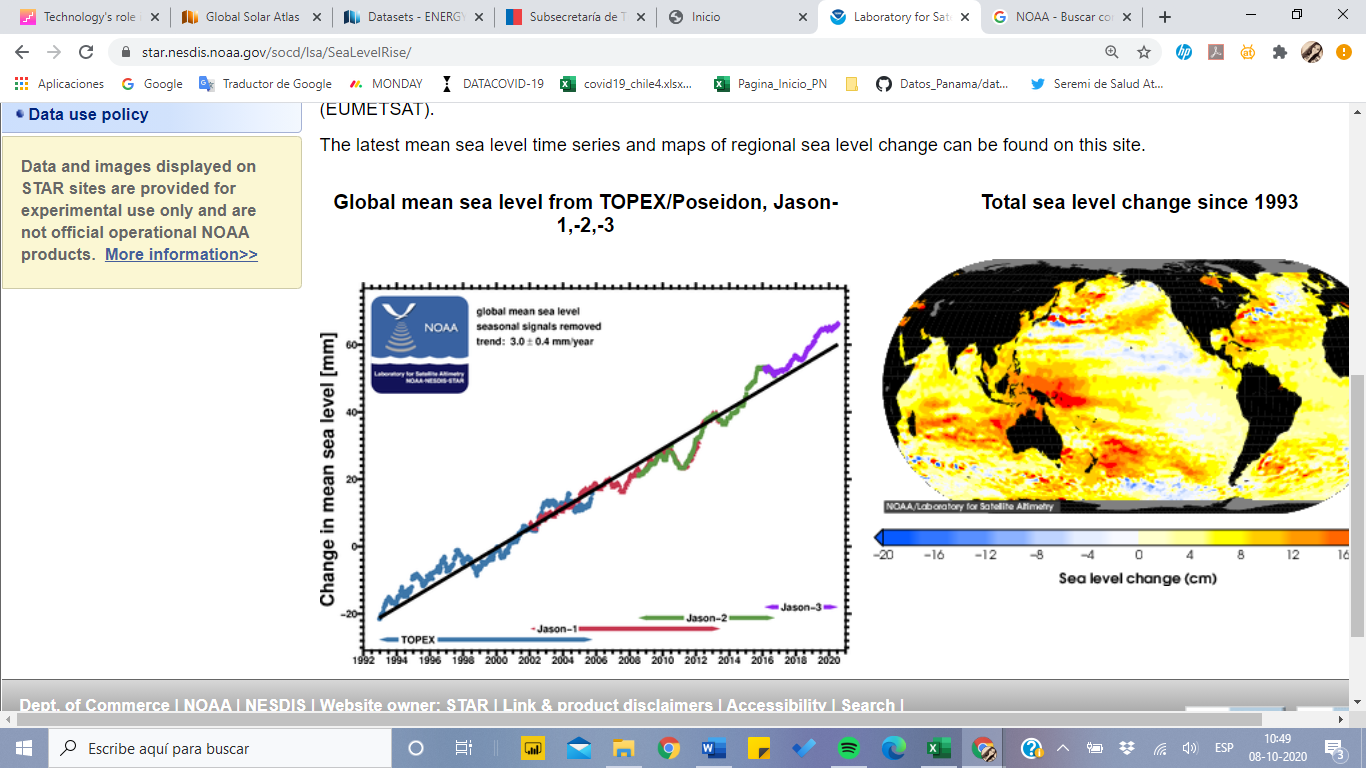 Technology's role
Global Solar Atlas
Datasets - ENERGY
Subsecretaría de T
Inicio
Laboratory for Sate
NOAA - Buscar co
star.nesdis.noaa.gov/socd/lsa/SeaLevelRise/
Aplicaciones
Google
Traductor de Google
MONDAY
DATACOVID-19
covid19_chile4.xlsx...
Pagina_Inicio_PN
Datos_Panama/dat...
Seremi de Salud At...
Data use policy
Data and images displayed on
STAR sites are provided for
experimental use only and are
not official operational NOAA
products. More information>>
(EUMETSAT).
The latest mean sea level time series and maps of regional sea level change can be found on this site.
Global mean sea level from TOPEX/Poseidon, Jason-
1,-2,-3
NOAA
Laboratory for Satellite Altimetry
NOAA-NESDIS-STAR
global mean sea level
seasonal signals removed
trend: 3.0 ± 0.4 mm/year
Change in mean sea level [mm]
60
40
20
0
-20
TOPEX
Jason-1
Jason-2
Jason-3
1992 1994 1996 1998 2000 2002 2004 2006 2008 2010 2012 2014 2016 2018 2020
Total sea level change since 1993
NOAA/Laboratory for Satellite Altimetry
-20 -16 -12 -8 -4 0 4 8 12 16
Sea level change (cm)
Dept. of Commerce | NOAA | NESDIS | Website owner: STAR | Link & product disclaimers | Accessibility | Search |
Escribe aquí para buscar
ESP
10:49
08-10-2020
3